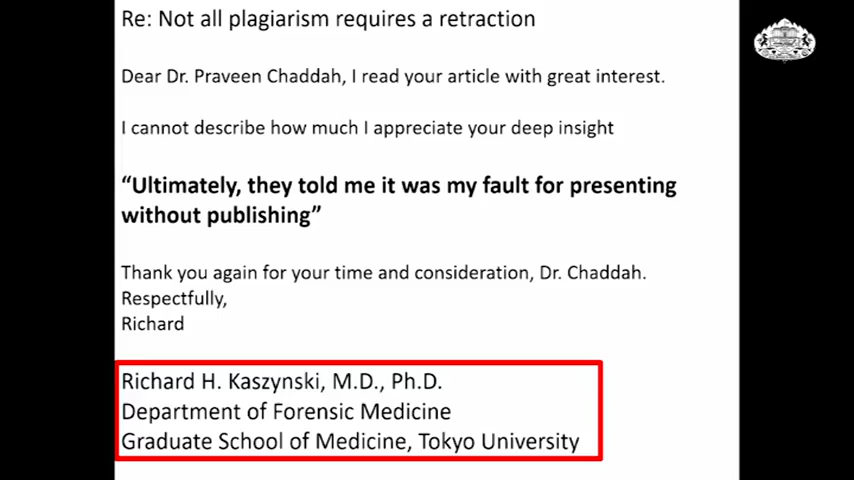 Re: Not all plagiarism requires a retraction
Dear Dr. Praveen Chaddah, I read your article with great interest.
I cannot describe how much I appreciate your deep insight
“Ultimately, they told me it was my fault for presenting
without publishing”
Thank you again for your time and consideration, Dr. Chaddah.
Respectfully,
Richard
Richard H. Kaszynski, M.D., Ph.D.
Department of Forensic Medicine
Graduate School of Medicine, Tokyo University